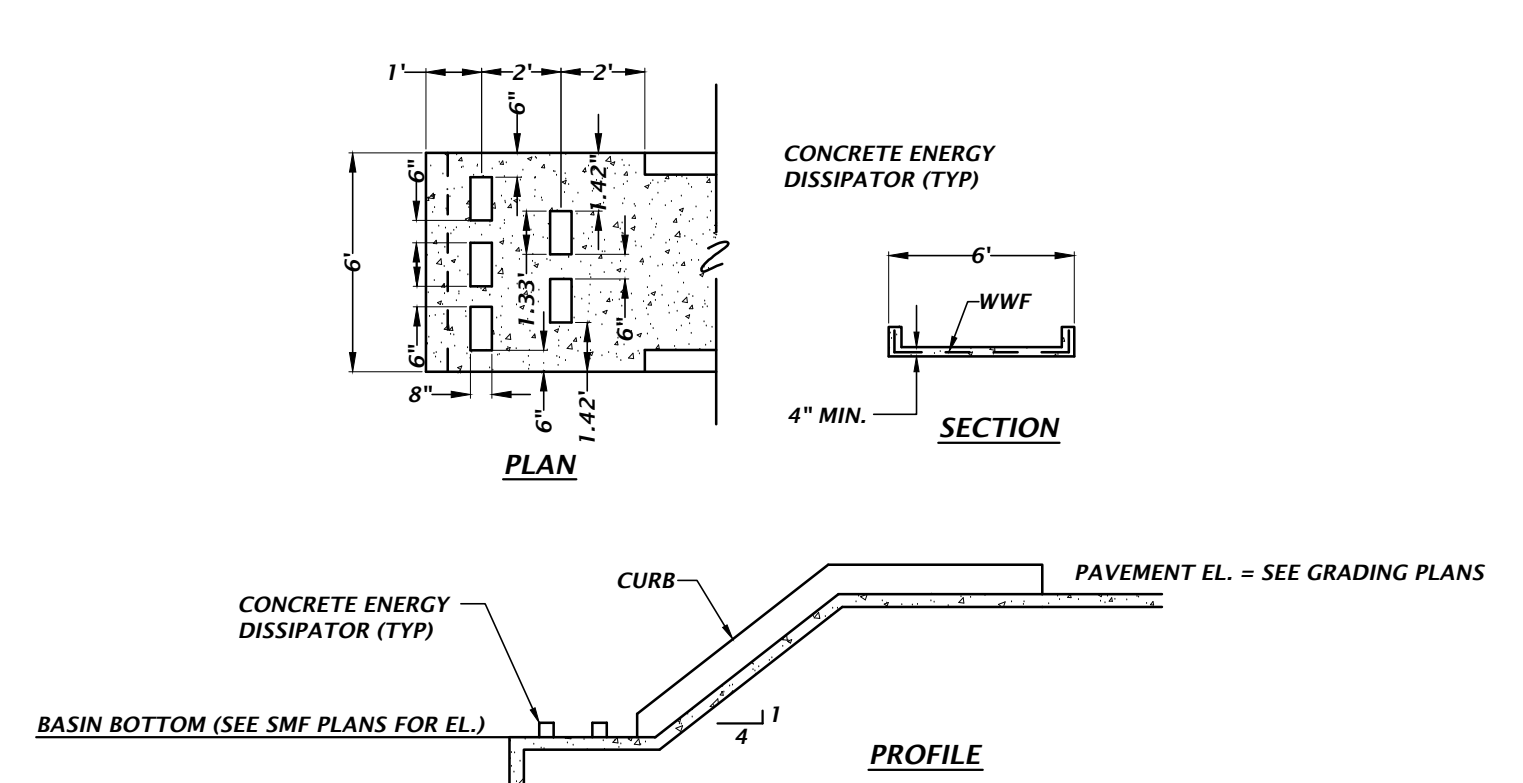 1'
2'
2'
6"
6'
6"
6"
1.42"
1.33'
6"
8"
6"
1.42'
PLAN
CONCRETE ENERGY
DISSIPATOR (TYP)
6'
WWF
4" MIN.
SECTION
CURB
PAVEMENT EL. = SEE GRADING PLANS
CONCRETE ENERGY
DISSIPATOR (TYP)
BASIN BOTTOM (SEE SMF PLANS FOR EL.)
1
4
PROFILE